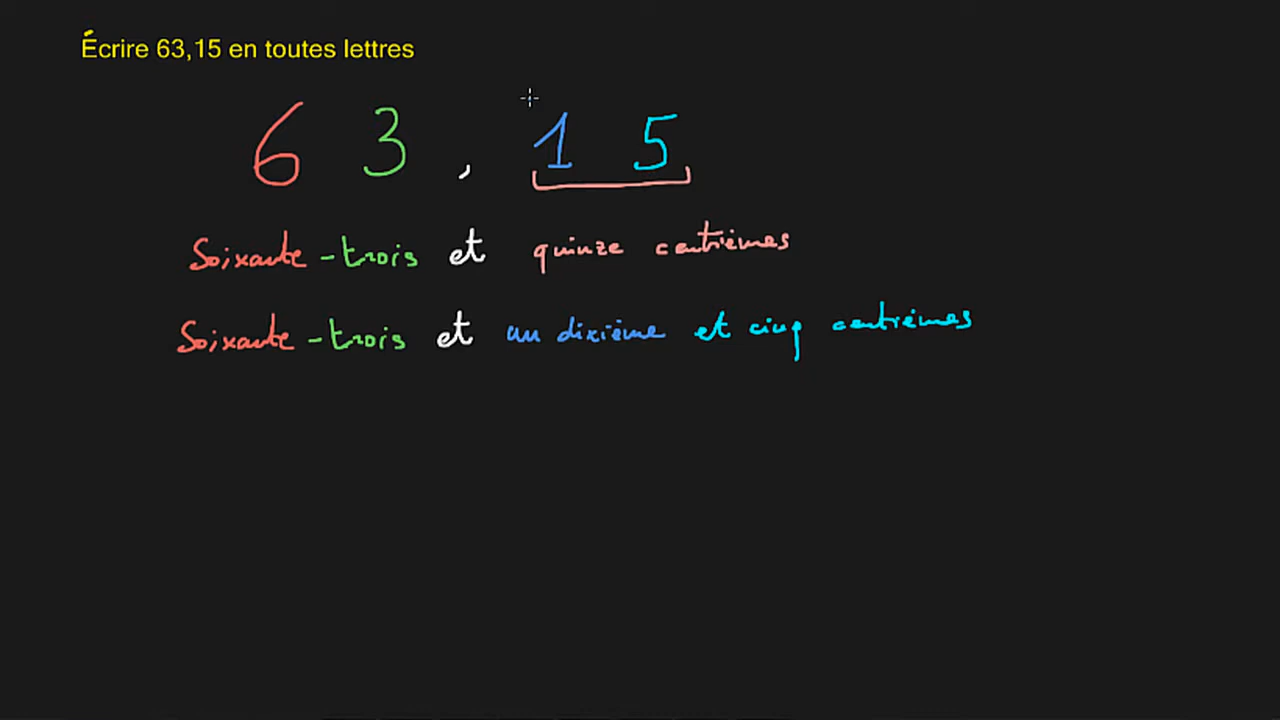 Écrire 63,15 en toutes lettres
6 3 , 1 5
Soixante-trois et quinze centièmes
Soixante-trois et un dixième et cinq centièmes